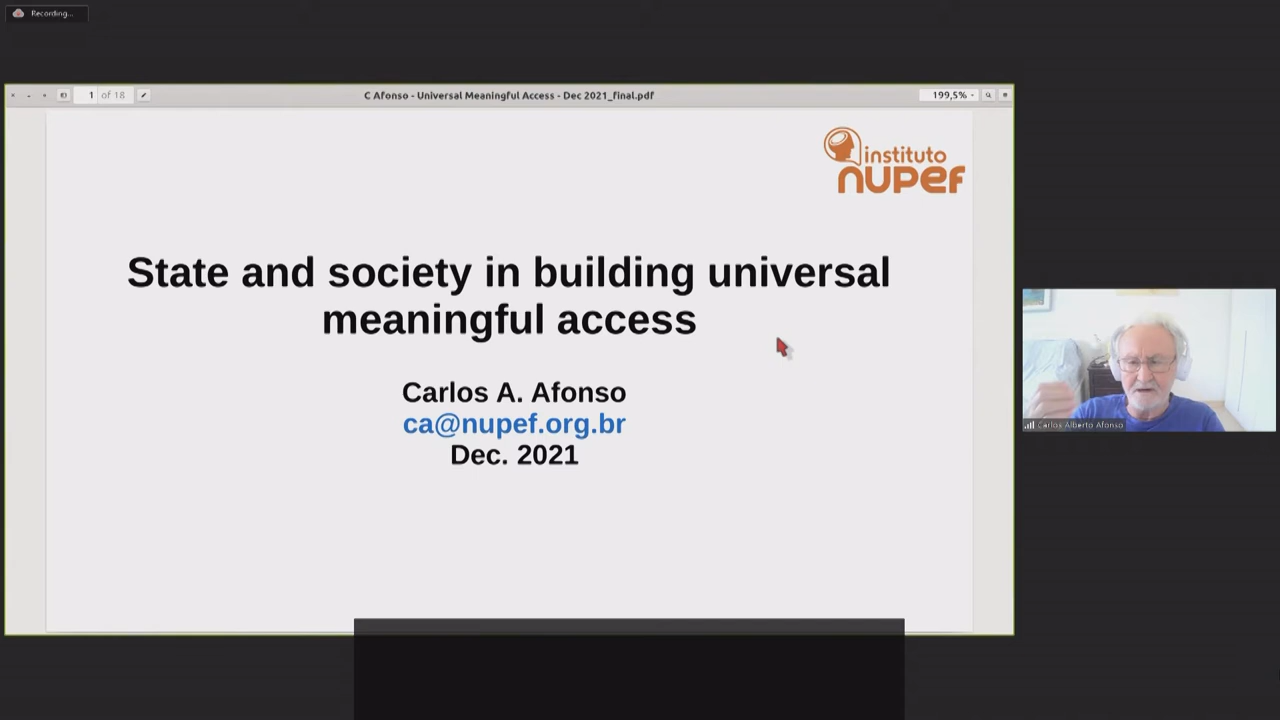 Recording...
1 of 18
C Afonso - Universal Meaningful Access - Dec 2021_final.pdf
199,5%
instituto
nupef
State and society in building universal
meaningful access
Carlos A. Afonso
ca@nupef.org.br
Dec. 2021
Carlos Alberto Afonso